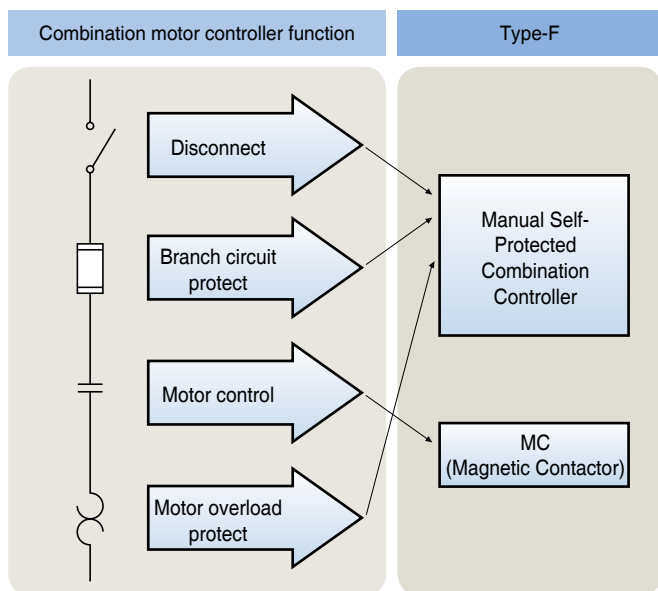 Combination motor controller function
Type-F
Disconnect
Branch circuit
protect
Motor control
Motor overload
protect
Manual Self-
Protected
Combination
Controller
MC
(Magnetic Contactor)